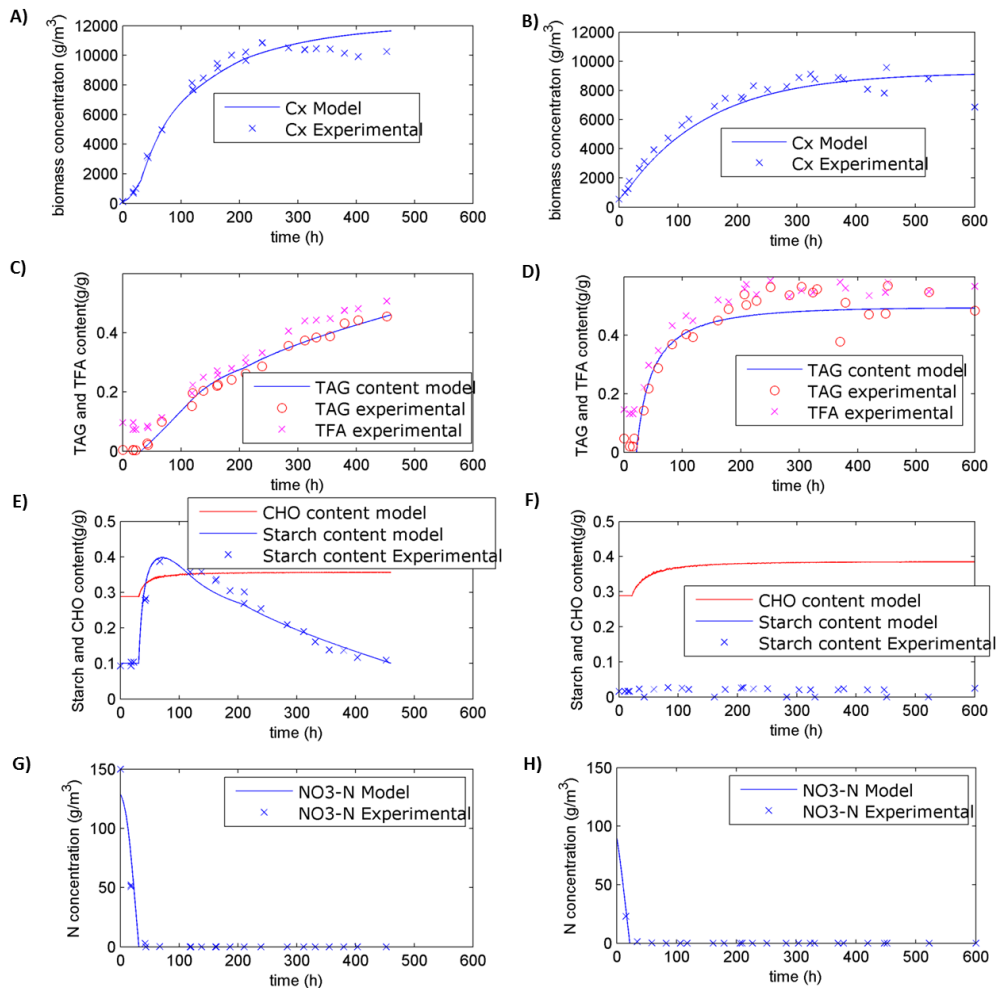 A)
biomass concentraton (g/m3)
12000
10000
8000
6000
4000
2000
0
Cx Model
Cx Experimental
0 100 200 300 400 500 600
time (h)
B)
biomass concentraton (g/m3)
12000
10000
8000
6000
4000
2000
0
Cx Model
Cx Experimental
0 100 200 300 400 500 600
time (h)
C)
TAG and TFA content(g/g)
0.4
0.2
0
TAG content model
TAG experimental
TFA experimental
0 100 200 300 400 500 600
time (h)
D)
TAG and TFA content(g/g)
0.4
0.2
0
TAG content model
TAG experimental
TFA experimental
0 100 200 300 400 500 600
time (h)
E)
Starch and CHO content(g/g)
0.5
0.4
0.3
0.2
0.1
0
CHO content model
Starch content model
Starch content Experimental
0 100 200 300 400 500 600
time (h)
F)
Starch and CHO content(g/g)
0.5
0.4
0.3
0.2
0.1
0
CHO content model
Starch content model
Starch content Experimental
0 100 200 300 400 500 600
time (h)
G)
N concentration (g/m3)
150
100
50
0
NO3-N Model
NO3-N Experimental
0 100 200 300 400 500 600
time (h)
H)
N concentration (g/m3)
150
100
50
0
NO3-N Model
NO3-N Experimental
0 100 200 300 400 500 600
time (h)